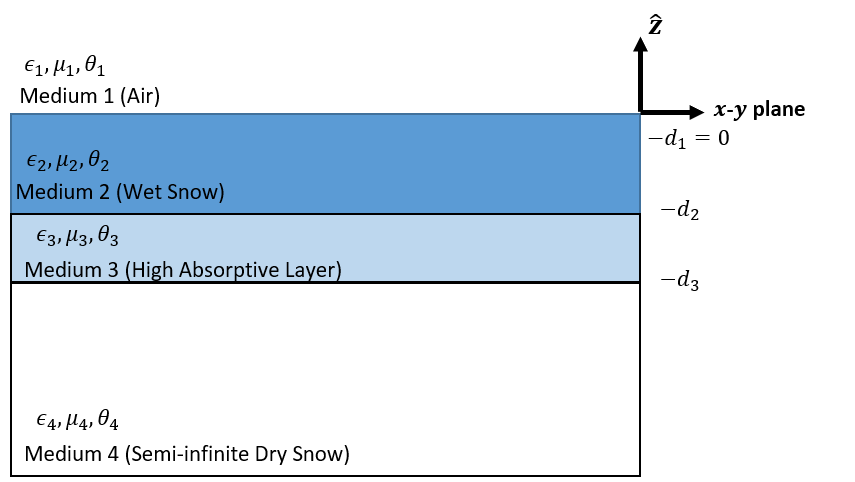 ẑ
ϵ₁, μ₁, θ₁
Medium 1 (Air)
x-y plane
−d₁ = 0
ϵ₂, μ₂, θ₂
Medium 2 (Wet Snow)
−d₂
ϵ₃, μ₃, θ₃
Medium 3 (High Absorptive Layer)
−d₃
ϵ₄, μ₄, θ₄
Medium 4 (Semi-infinite Dry Snow)